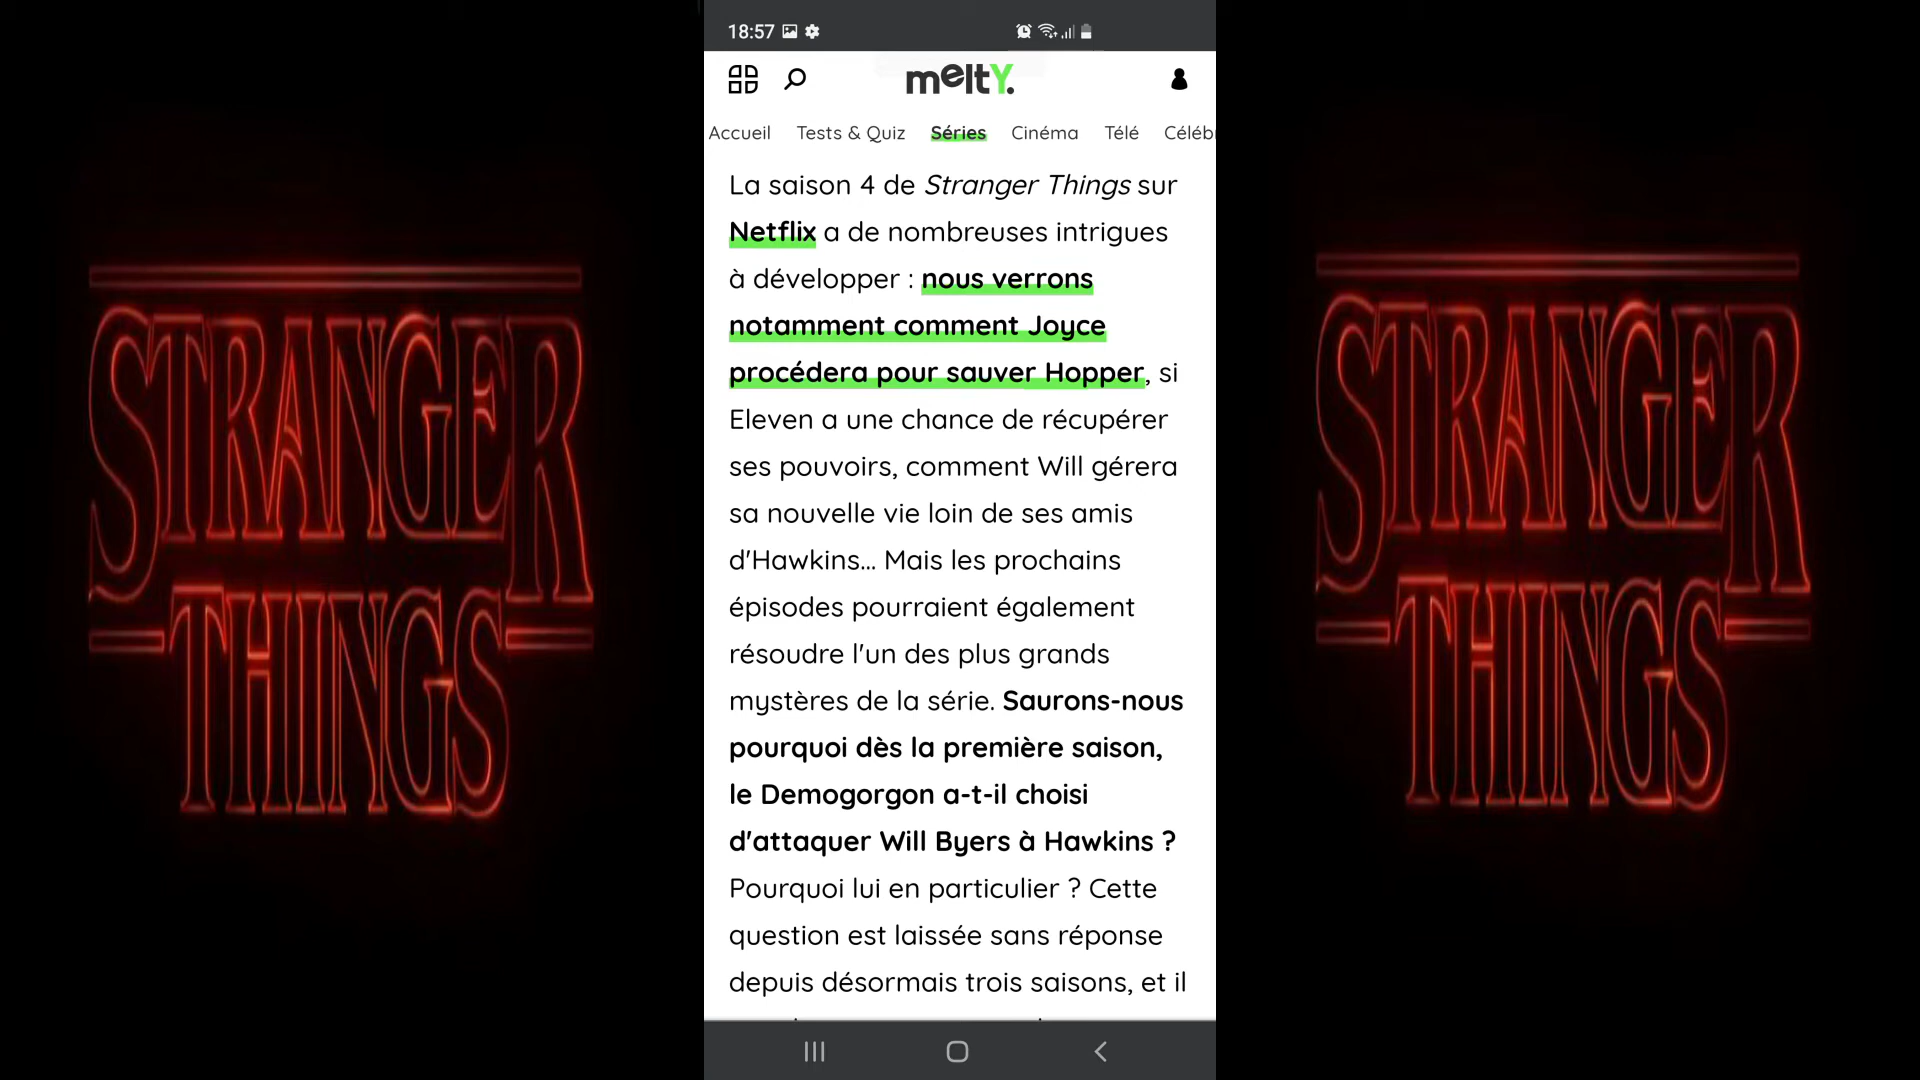 STRANGER
THINGS
18:57
meltY.
Accueil Tests & Quiz Séries Cinéma Télé Céléb
La saison 4 de Stranger Things sur
Netflix a de nombreuses intrigues
à développer : nous verrons
notamment comment Joyce
procédera pour sauver Hopper, si
Eleven a une chance de récupérer
ses pouvoirs, comment Will gérera
sa nouvelle vie loin de ses amis
d'Hawkins... Mais les prochains
épisodes pourraient également
résoudre l'un des plus grands
mystères de la série. Saurons-nous
pourquoi dès la première saison,
le Demogorgon a-t-il choisi
d'attaquer Will Byers à Hawkins ?
Pourquoi lui en particulier ? Cette
question est laissée sans réponse
depuis désormais trois saisons, et il
STRANGER
THINGS